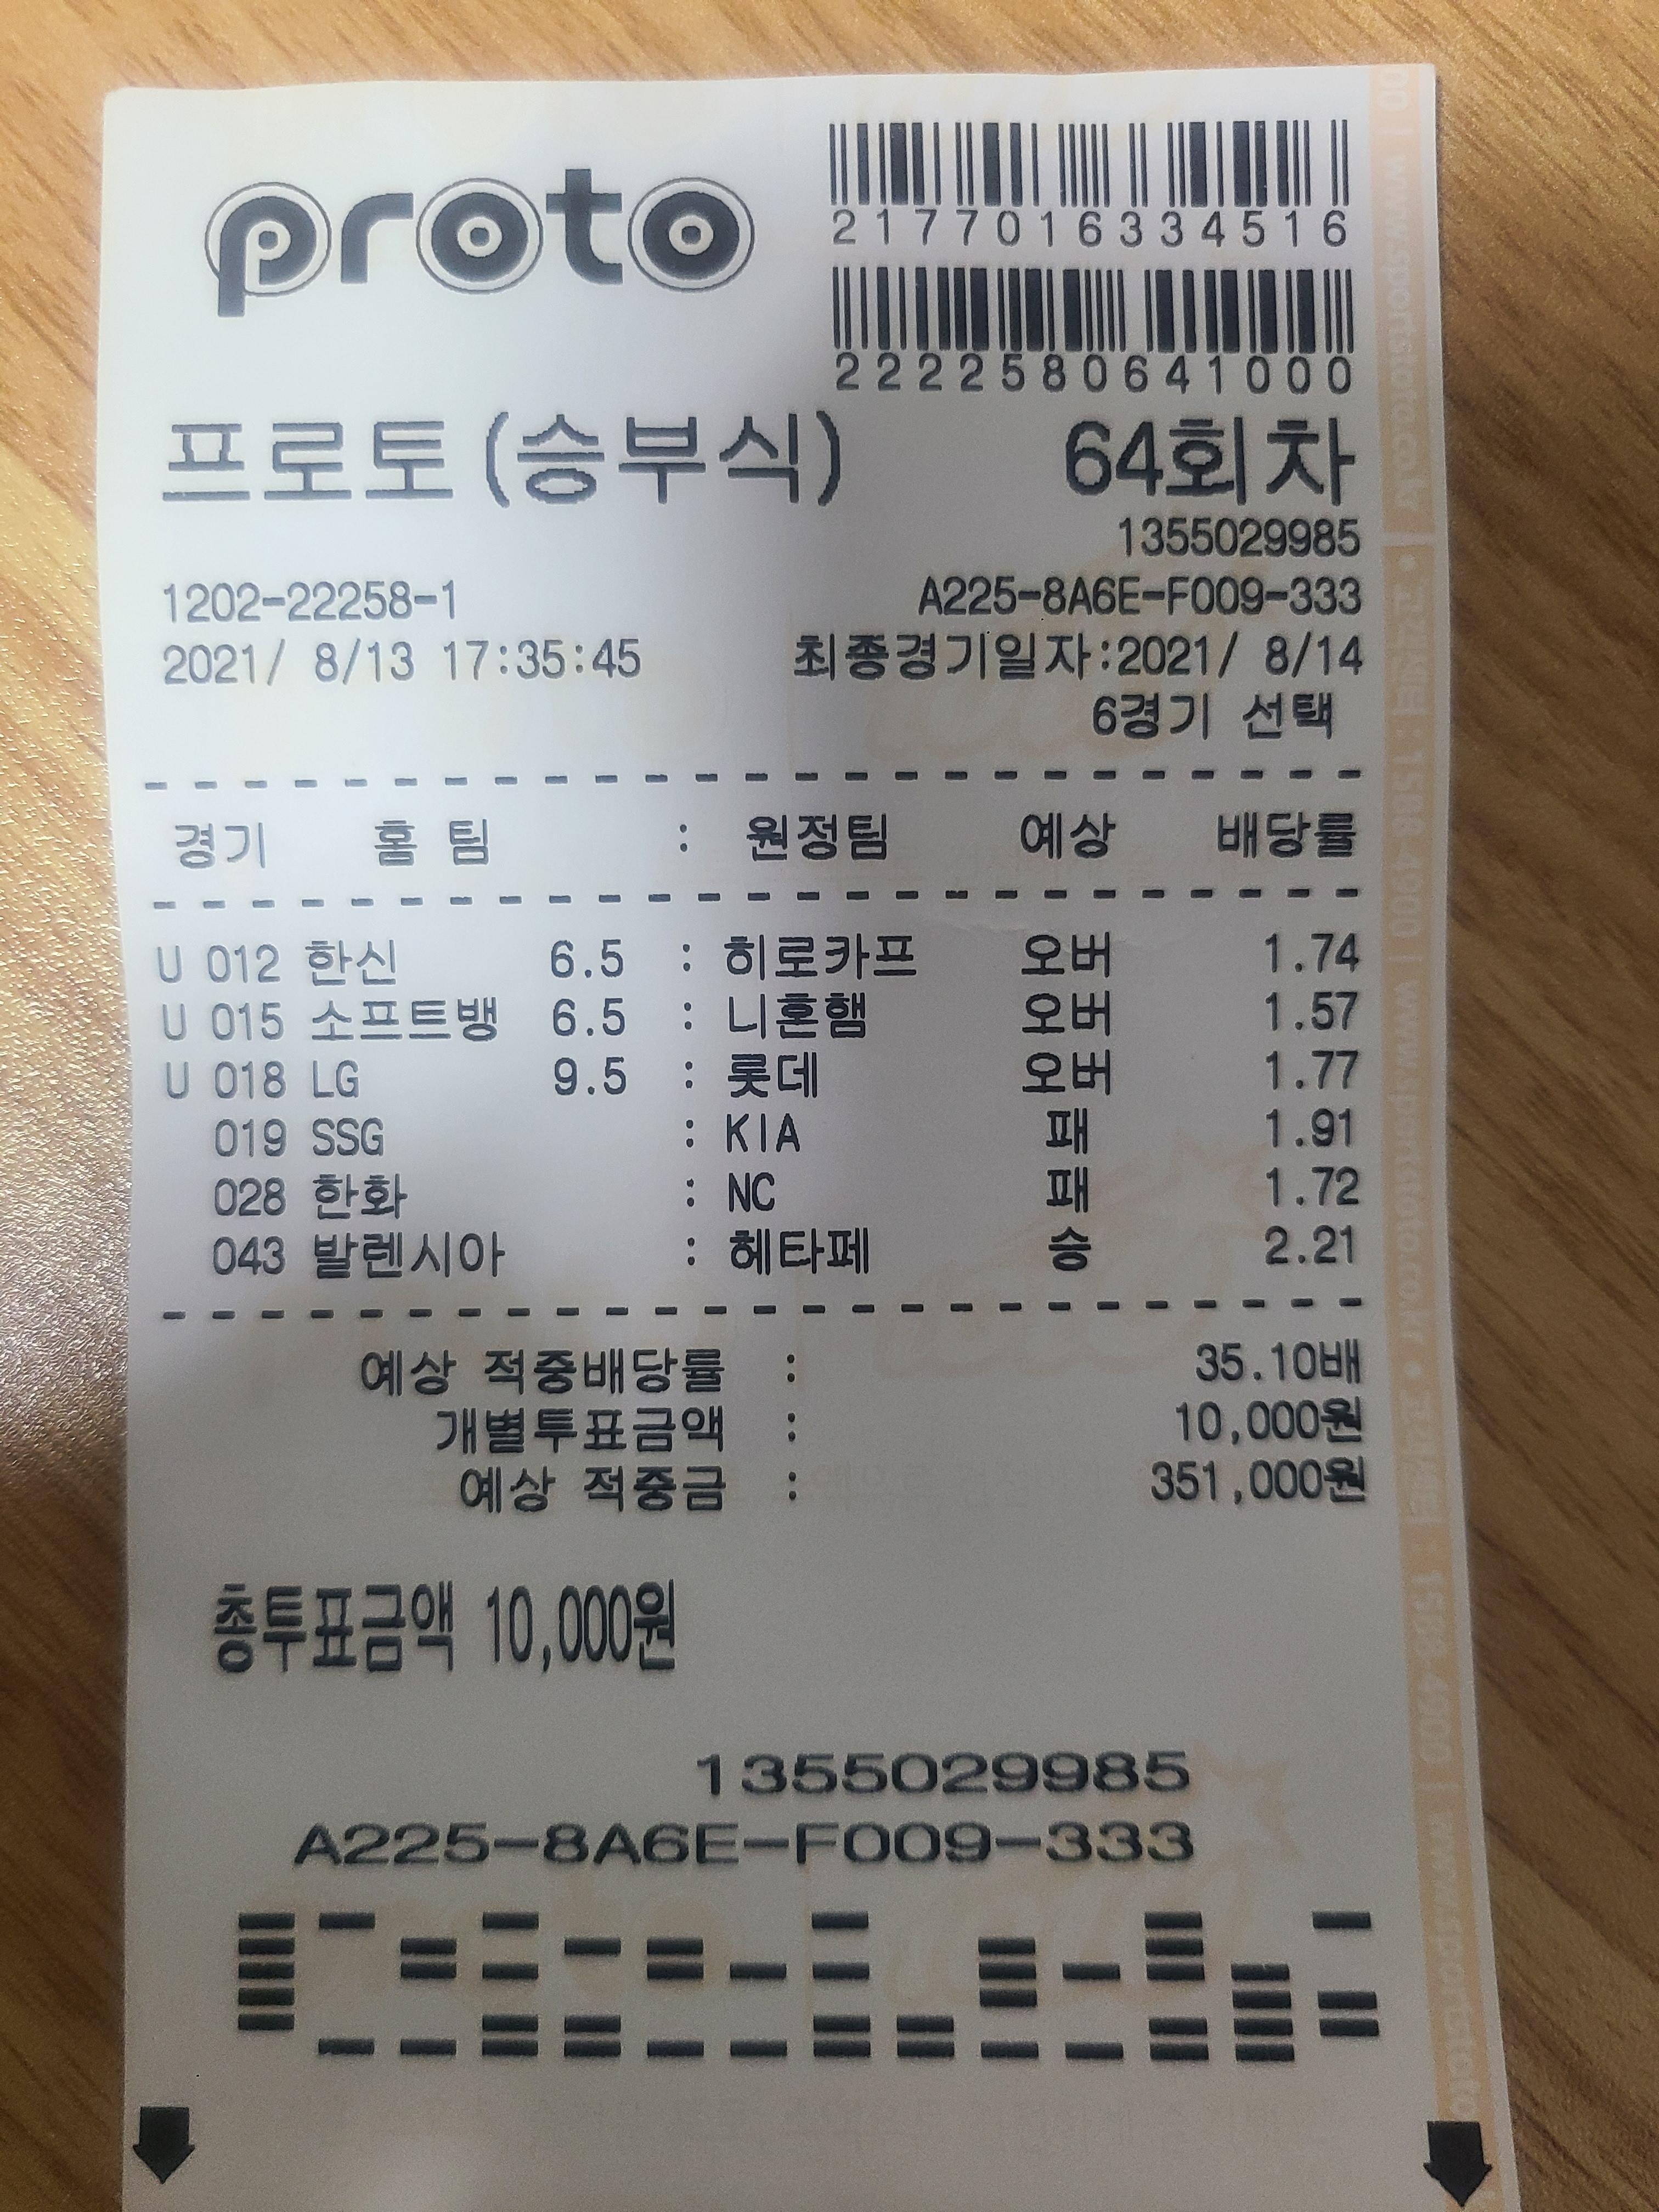 proto
2177016334516
2222580641000
프로토(승부식) 64회차
1355029985
1202-22258-1 A225-8A6E-F009-333
2021/ 8/13 17:35:45 최종경기일자:2021/ 8/14
6경기 선택
경기 홈 팀 : 원정팀 예상 배당률
U 012 한신 6.5 : 히로카프 오버 1.74
U 015 소프트뱅 6.5 : 니혼햄 오버 1.57
U 018 LG 9.5 : 롯데 오버 1.77
019 SSG : KIA 패 1.91
028 한화 : NC 패 1.72
043 발렌시아 : 헤타페 승 2.21
예상 적중배당률 : 35.10배
개별투표금액 : 10,000원
예상 적중금 : 351,000원
총투표금액 10,000원
1355029985
A225-8A6E-F009-333